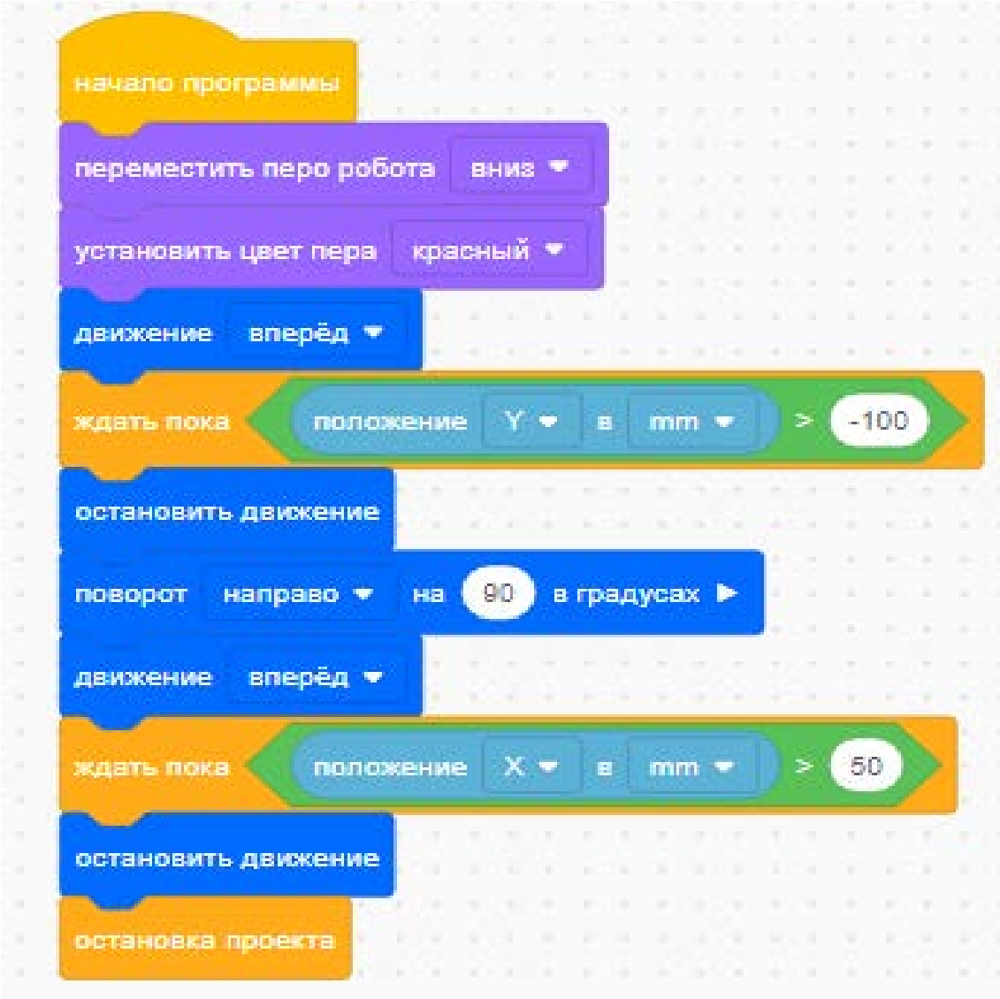 начало программы
переместить перо робота вниз
установить цвет пера красный
движение вперёд
ждать пока положение Y в mm > -100
остановить движение
поворот направо на 90 в градусах
движение вперёд
ждать пока положение X в mm > 50
остановить движение
остановка проекта